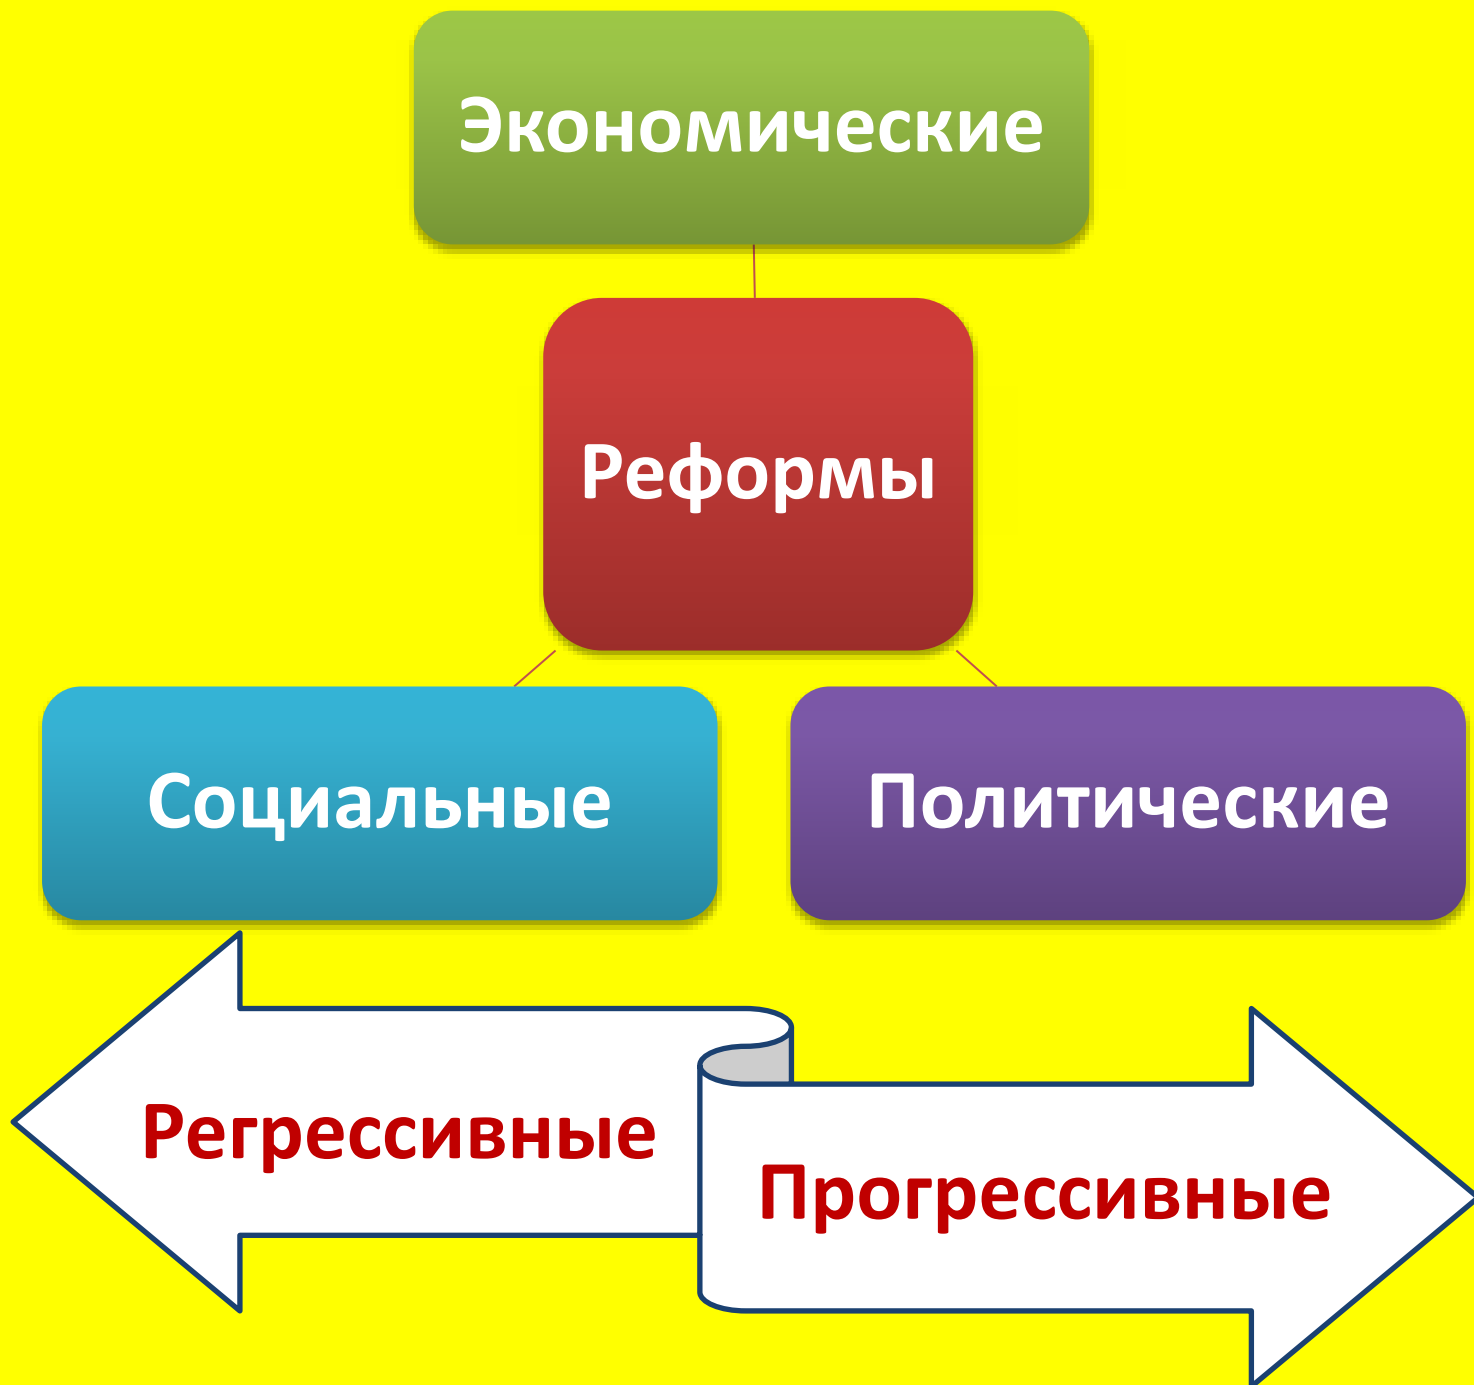 Экономические
Реформы
Социальные
Политические
Регрессивные
Прогрессивные